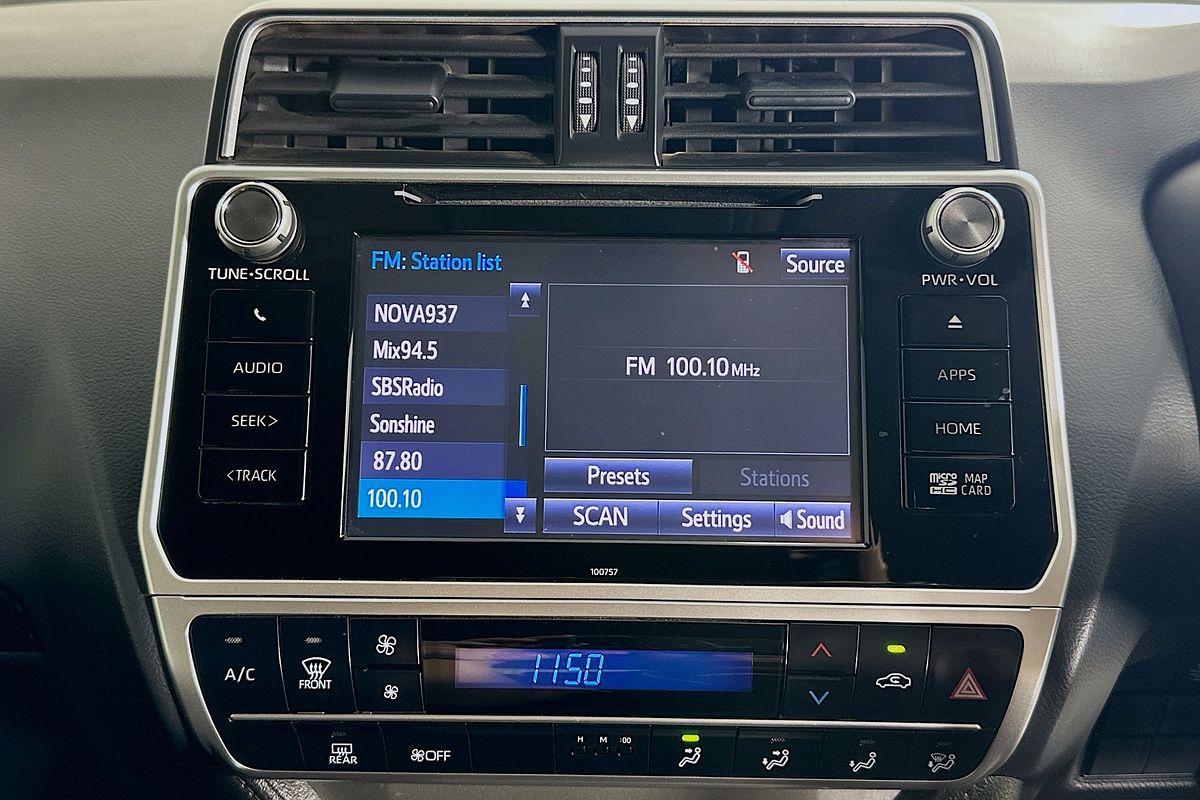 TUNE•SCROLL
PWR•VOL
FM: Station list
Source
NOVA937
Mix94.5
SBSRadio
Sonshine
87.80
100.10
FM 100.10 MHz
Presets
Stations
SCAN
Settings
Sound
AUDIO
SEEK>
<TRACK
APPS
HOME
micro SD HC
MAP CARD
100757
A/C
FRONT
1150
REAR
OFF
H M :00